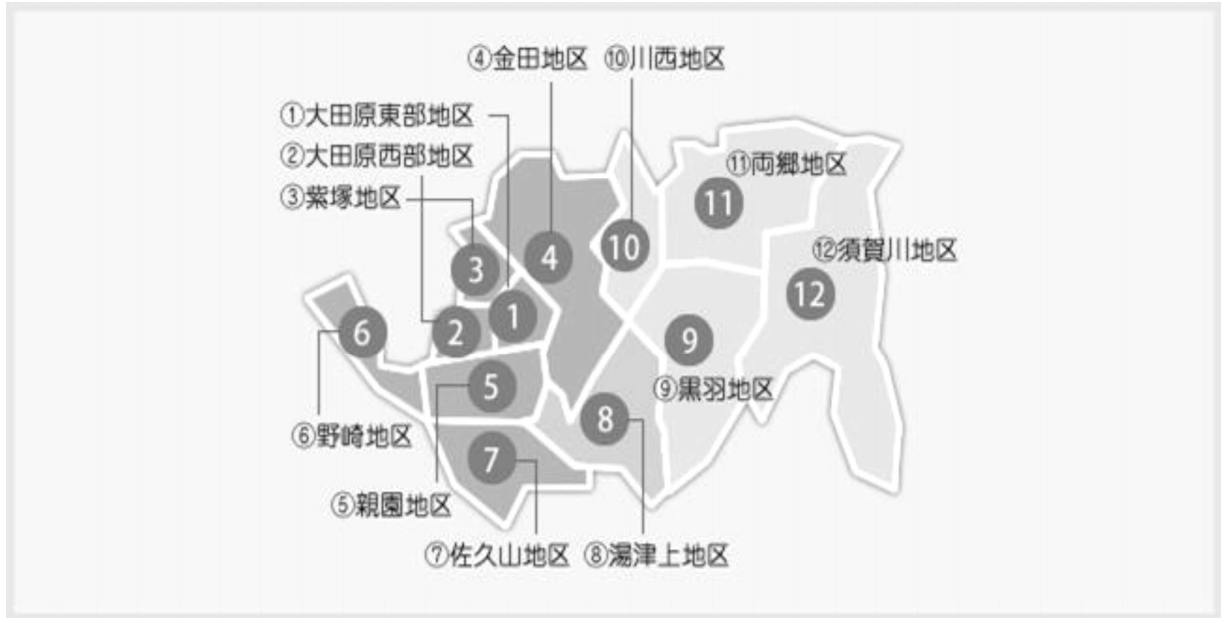 ④金田地区 ⑩川西地区
①大田原東部地区
②大田原西部地区
③紫塚地区
⑪両郷地区
⑫須賀川地区
⑨黒羽地区
⑥野崎地区
⑤親園地区
⑦佐久山地区 ⑧湯津上地区
11
10
4
3
12
1
2
6
9
5
8
7